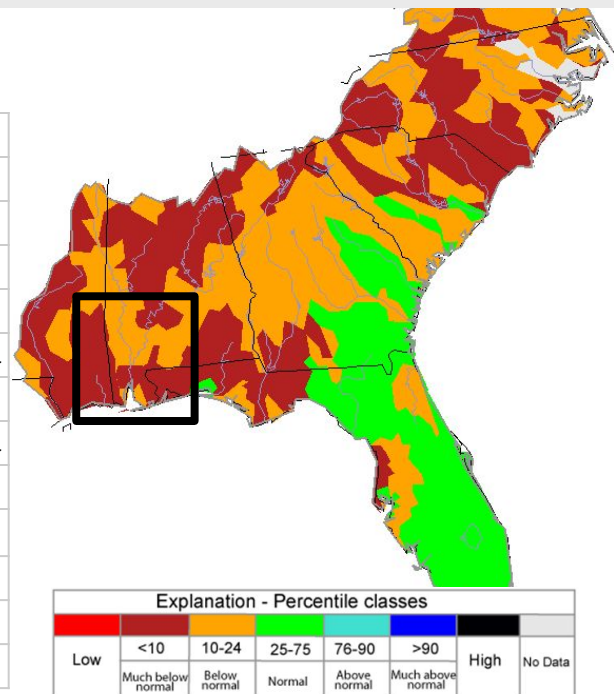 Explanation - Percentile classes
Low
<10
10-24
25-75
76-90
>90
High
No Data
Much below
normal
Below
normal
Normal
Above
normal
Much above
normal